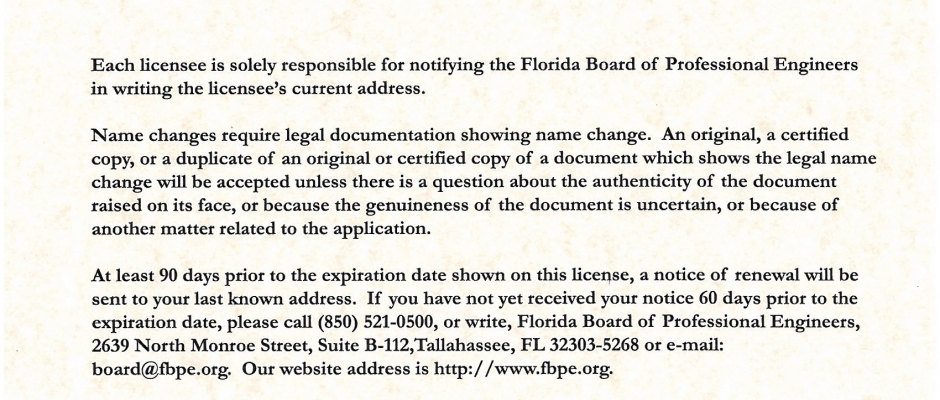 Each licensee is solely responsible for notifying the Florida Board of Professional Engineers
in writing the licensee's current address.
Name changes require legal documentation showing name change. An original, a certified
copy, or a duplicate of an original or certified copy of a document which shows the legal name
change will be accepted unless there is a question about the authenticity of the document
raised on its face, or because the genuineness of the document is uncertain, or because of
another matter related to the application.
At least 90 days prior to the expiration date shown on this license, a notice of renewal will be
sent to your last known address. If you have not yet received your notice 60 days prior to the
expiration date, please call (850) 521-0500, or write, Florida Board of Professional Engineers,
2639 North Monroe Street, Suite B-112,Tallahassee, FL 32303-5268 or e-mail:
board@fbpe.org. Our website address is http://www.fbpe.org.